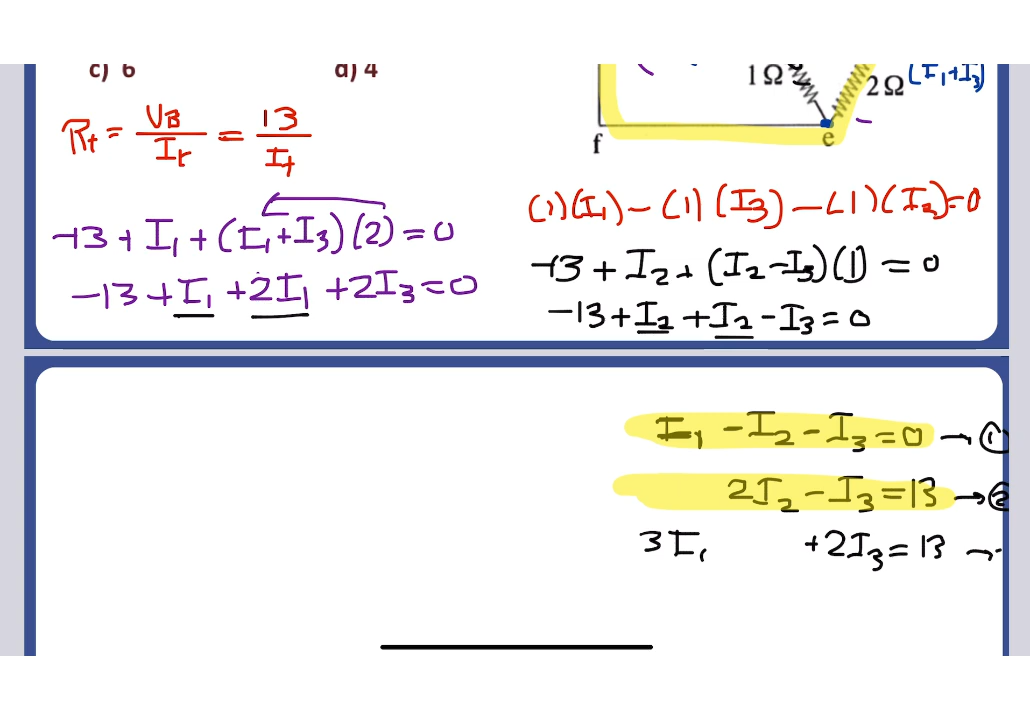 c) 6
d) 4
1 Ω
2 Ω
(I₁+I₃)
f
e
Rt = VB/It = 13/It
-13 + I₁ + (I₁+I₃)(2) = 0
-13 + I₁ + 2I₁ + 2I₃ = 0
(1)(I₁) - (1)(I₃) - (1)(I₂) = 0
-13 + I₂ + (I₂-I₃)(1) = 0
-13 + I₂ + I₂ - I₃ = 0
I₁ - I₂ - I₃ = 0 → ①
2I₂ - I₃ = 13 → ②
3I₁ + 2I₃ = 13 →